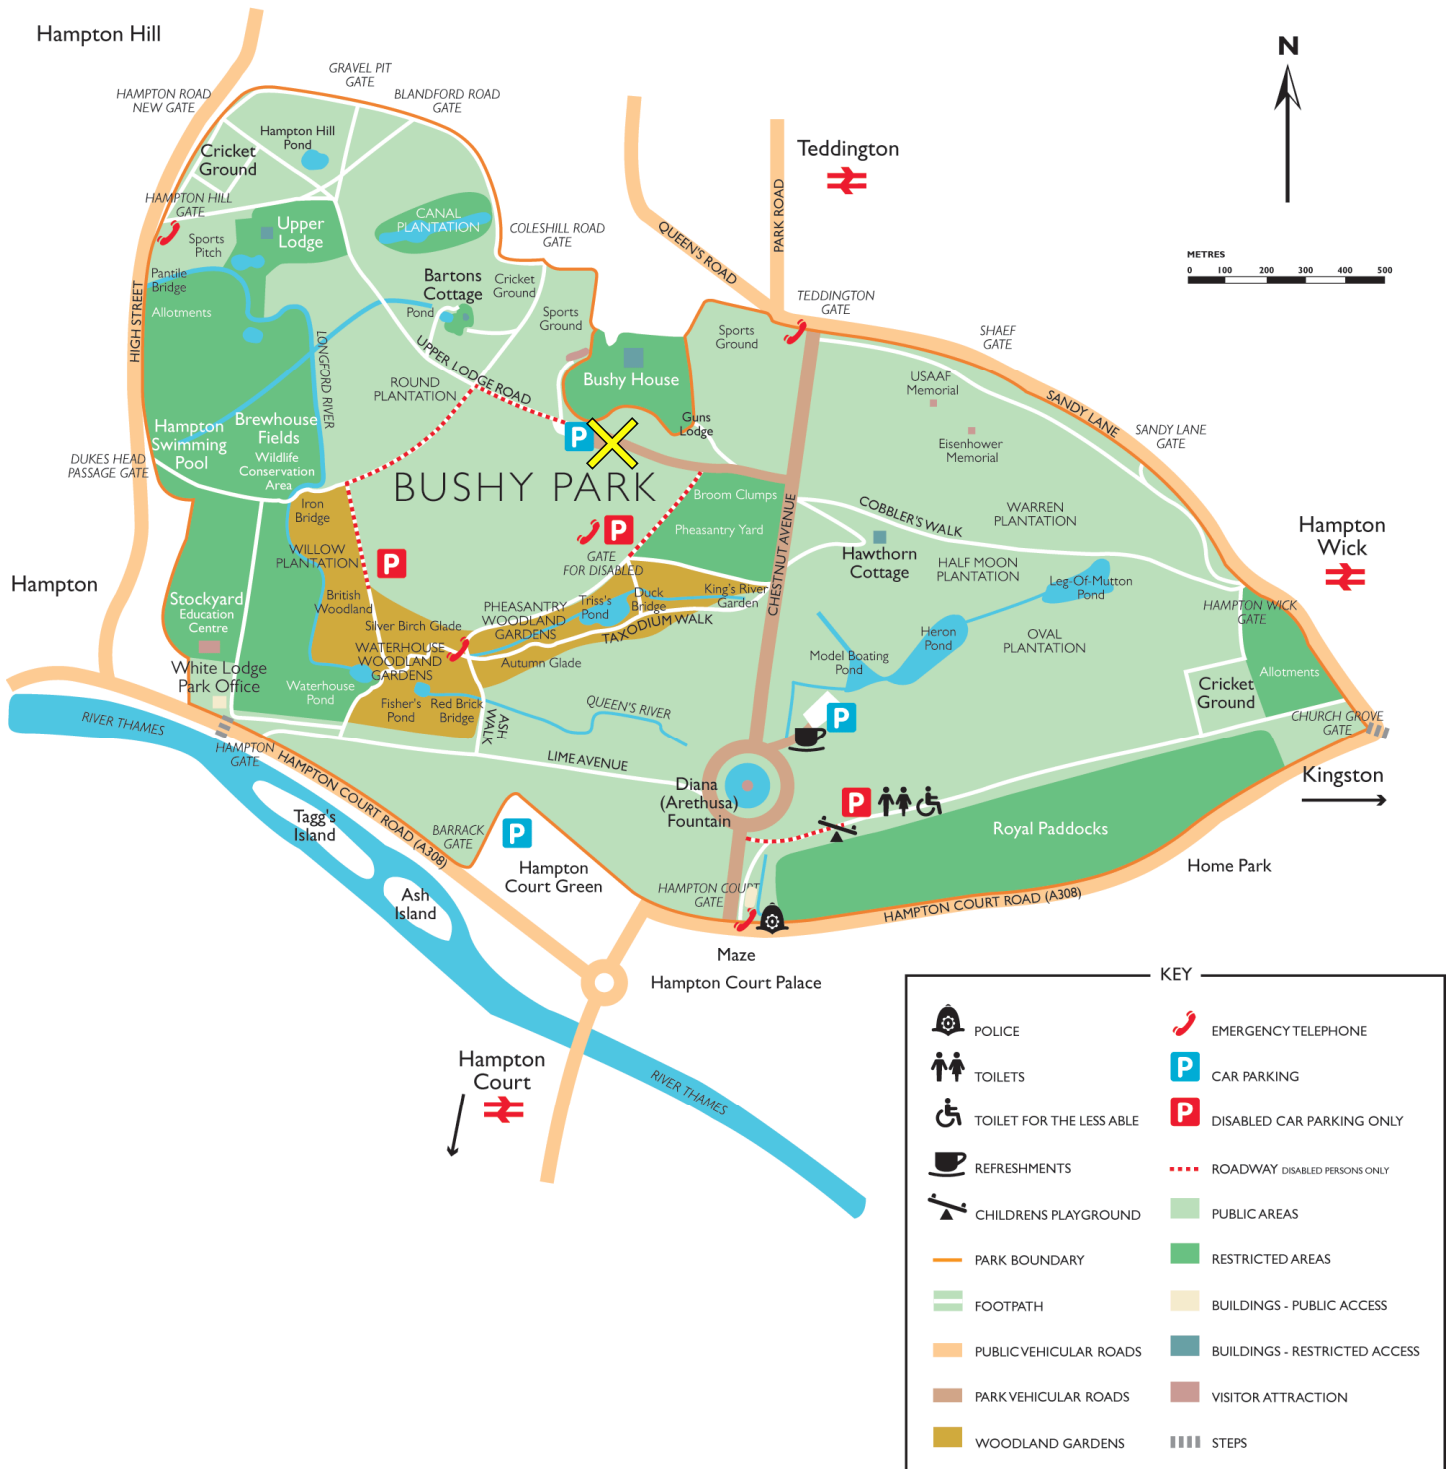 Hampton Hill
GRAVEL PIT
GATE
HAMPTON ROAD
NEW GATE
BLANDFORD ROAD
GATE
N
Hampton Hill
Pond
Cricket
Ground
Teddington
PARK ROAD
QUEEN'S ROAD
HAMPTON HILL
GATE
CANAL
PLANTATION
Upper
Lodge
Sports
Pitch
COLESHILL ROAD
GATE
METRES
0 100 200 300 400 500
Pantile
Bridge
Allotments
HIGH STREET
Bartons
Cottage
Pond
Cricket
Ground
Sports
Ground
TEDDINGTON
GATE
Sports
Ground
SHAEF
GATE
LONGFORD RIVER
UPPER LODGE ROAD
ROUND
PLANTATION
Bushy House
USAAF
Memorial
SANDY LANE
Guns
Lodge
Eisenhower
Memorial
SANDY LANE
GATE
Hampton
Swimming
Pool
Brewhouse
Fields
Wildlife
Conservation
Area
DUKES HEAD
PASSAGE GATE
P
BUSHY PARK
Broom Clumps
Pheasantry Yard
CHESTNUT AVENUE
COBBLER'S WALK
WARREN
PLANTATION
Iron
Bridge
Hampton
Wick
WILLOW
PLANTATION
P
P
GATE
FOR DISABLED
Hawthorn
Cottage
HALF MOON
PLANTATION
Leg-Of-Mutton
Pond
Hampton
Stockyard
Education
Centre
British
Woodland
Silver Birch Glade
PHEASANTRY
WOODLAND
GARDENS
Triss's
Pond
Duck
Bridge
King's River
Garden
TAXODIUM WALK
HAMPTON WICK
GATE
Heron
Pond
OVAL
PLANTATION
WATERHOUSE
WOODLAND
GARDENS
Autumn Glade
Model Boating
Pond
White Lodge
Park Office
Waterhouse
Pond
Fisher's
Pond
Red Brick
Bridge
ASH
WALK
QUEEN'S RIVER
Allotments
Cricket
Ground
CHURCH GROVE
GATE
P
RIVER THAMES
HAMPTON
GATE
LIME AVENUE
Kingston
Diana
(Arethusa)
Fountain
P
HAMPTON COURT ROAD (A308)
Tagg's
Island
BARRACK
GATE
P
Royal Paddocks
Hampton
Court Green
Home Park
Ash
Island
HAMPTON COURT
GATE
HAMPTON COURT ROAD (A308)
Maze
Hampton Court Palace
Hampton
Court
RIVER THAMES
KEY
POLICE
EMERGENCY TELEPHONE
TOILETS
P CAR PARKING
TOILET FOR THE LESS ABLE
P DISABLED CAR PARKING ONLY
REFRESHMENTS
ROADWAY DISABLED PERSONS ONLY
CHILDRENS PLAYGROUND
PUBLIC AREAS
PARK BOUNDARY
RESTRICTED AREAS
FOOTPATH
BUILDINGS - PUBLIC ACCESS
PUBLIC VEHICULAR ROADS
BUILDINGS - RESTRICTED ACCESS
PARK VEHICULAR ROADS
VISITOR ATTRACTION
WOODLAND GARDENS
STEPS